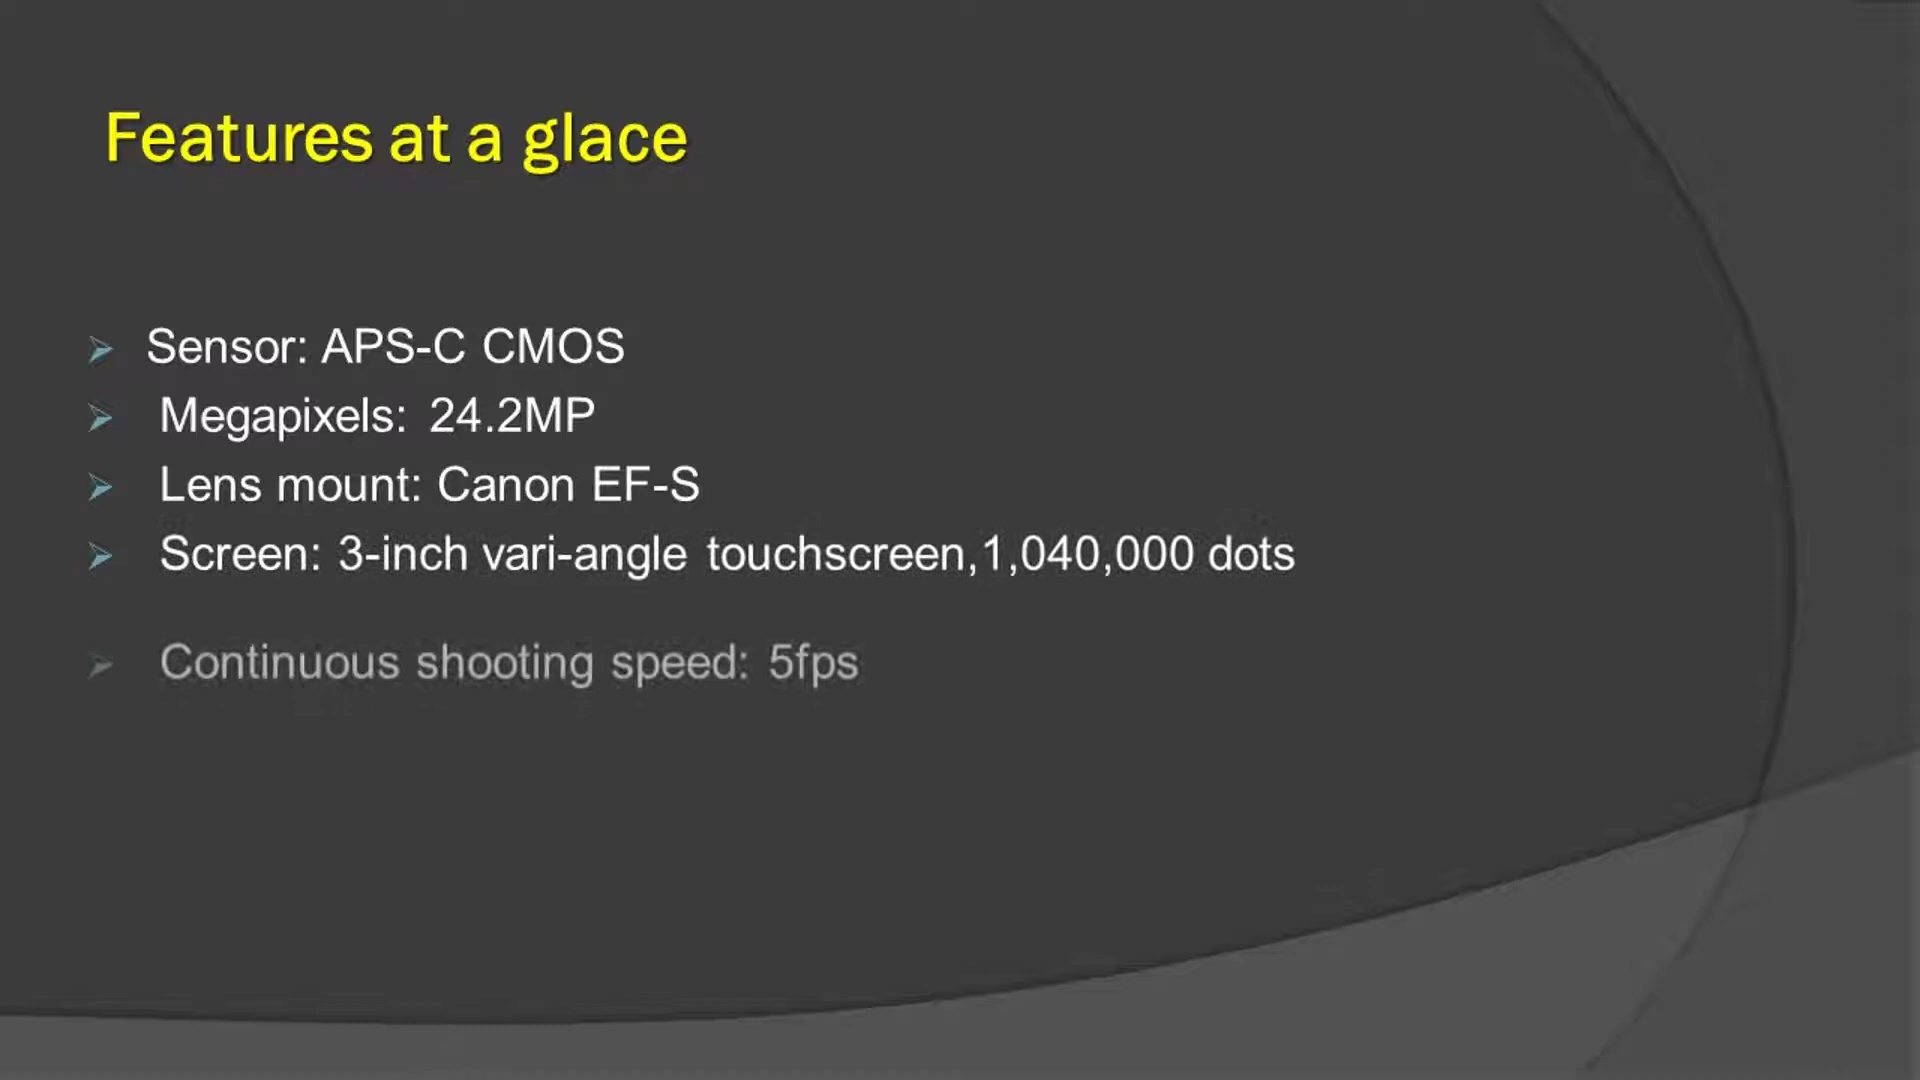 Features at a glace
Sensor: APS-C CMOS
Megapixels: 24.2MP
Lens mount: Canon EF-S
Screen: 3-inch vari-angle touchscreen,1,040,000 dots
Continuous shooting speed: 5fps